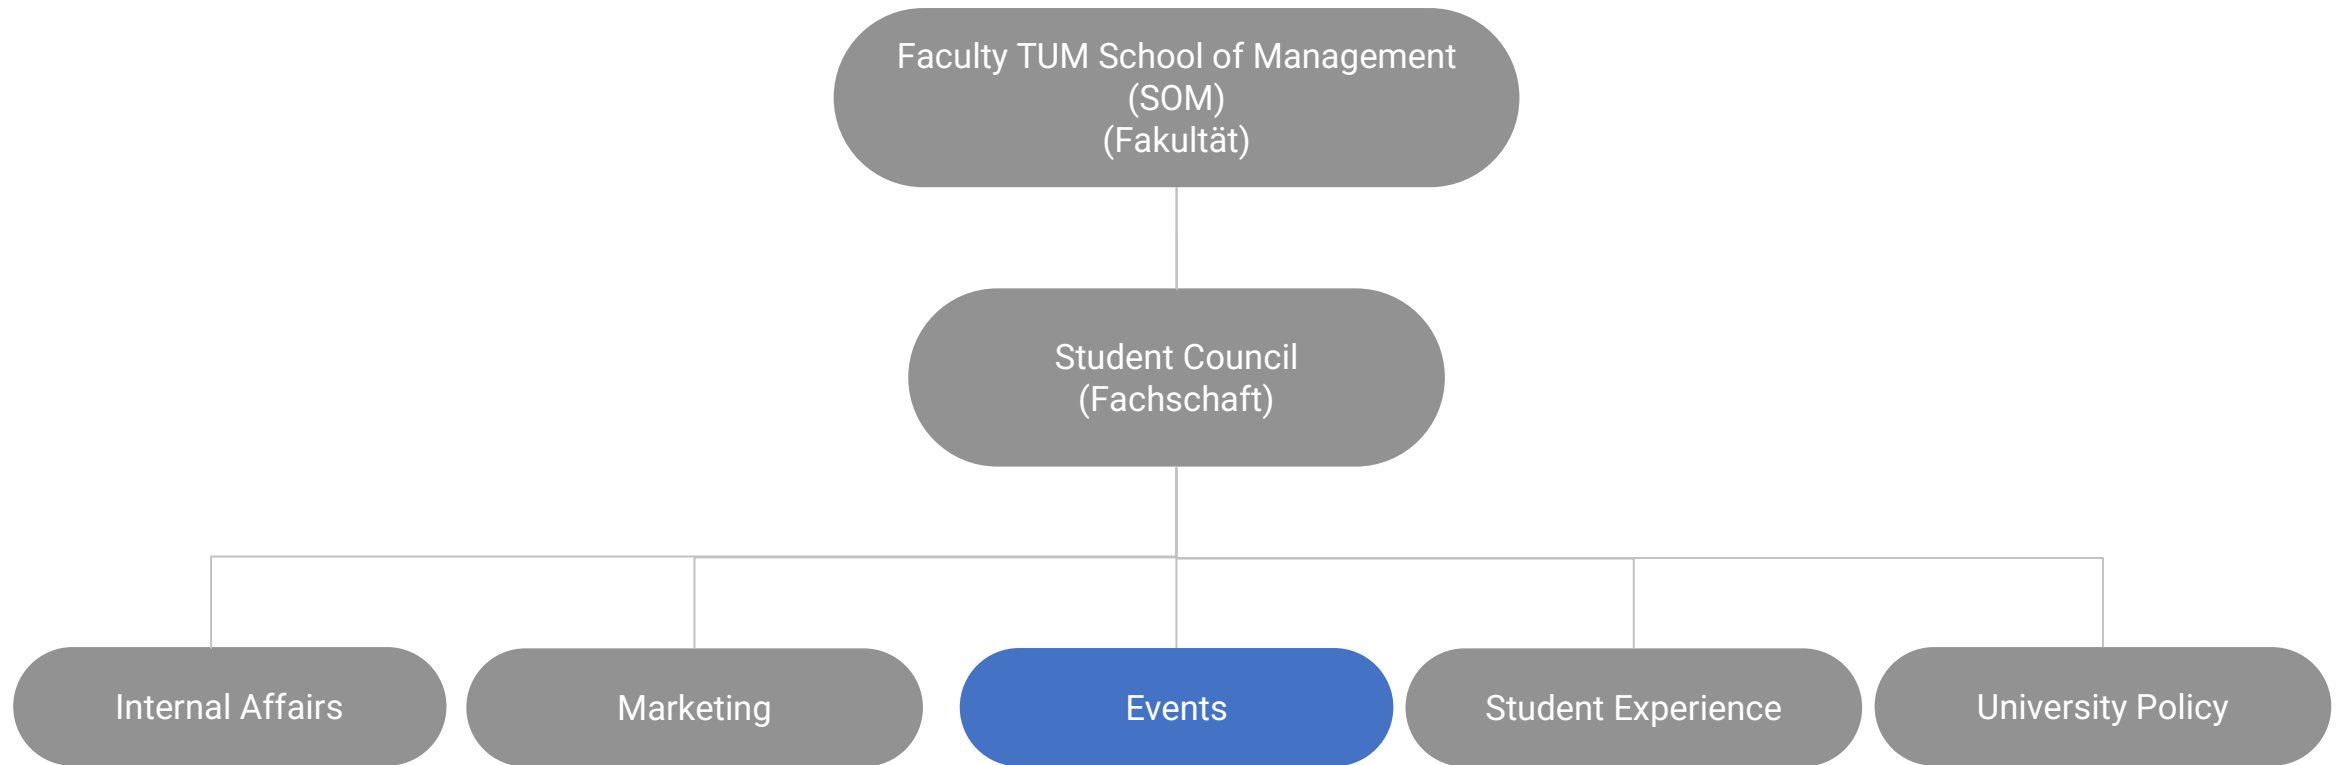 Faculty TUM School of Management
(SOM)
(Fakultät)
Student Council
(Fachschaft)
Internal Affairs
Marketing
Events
Student Experience
University Policy